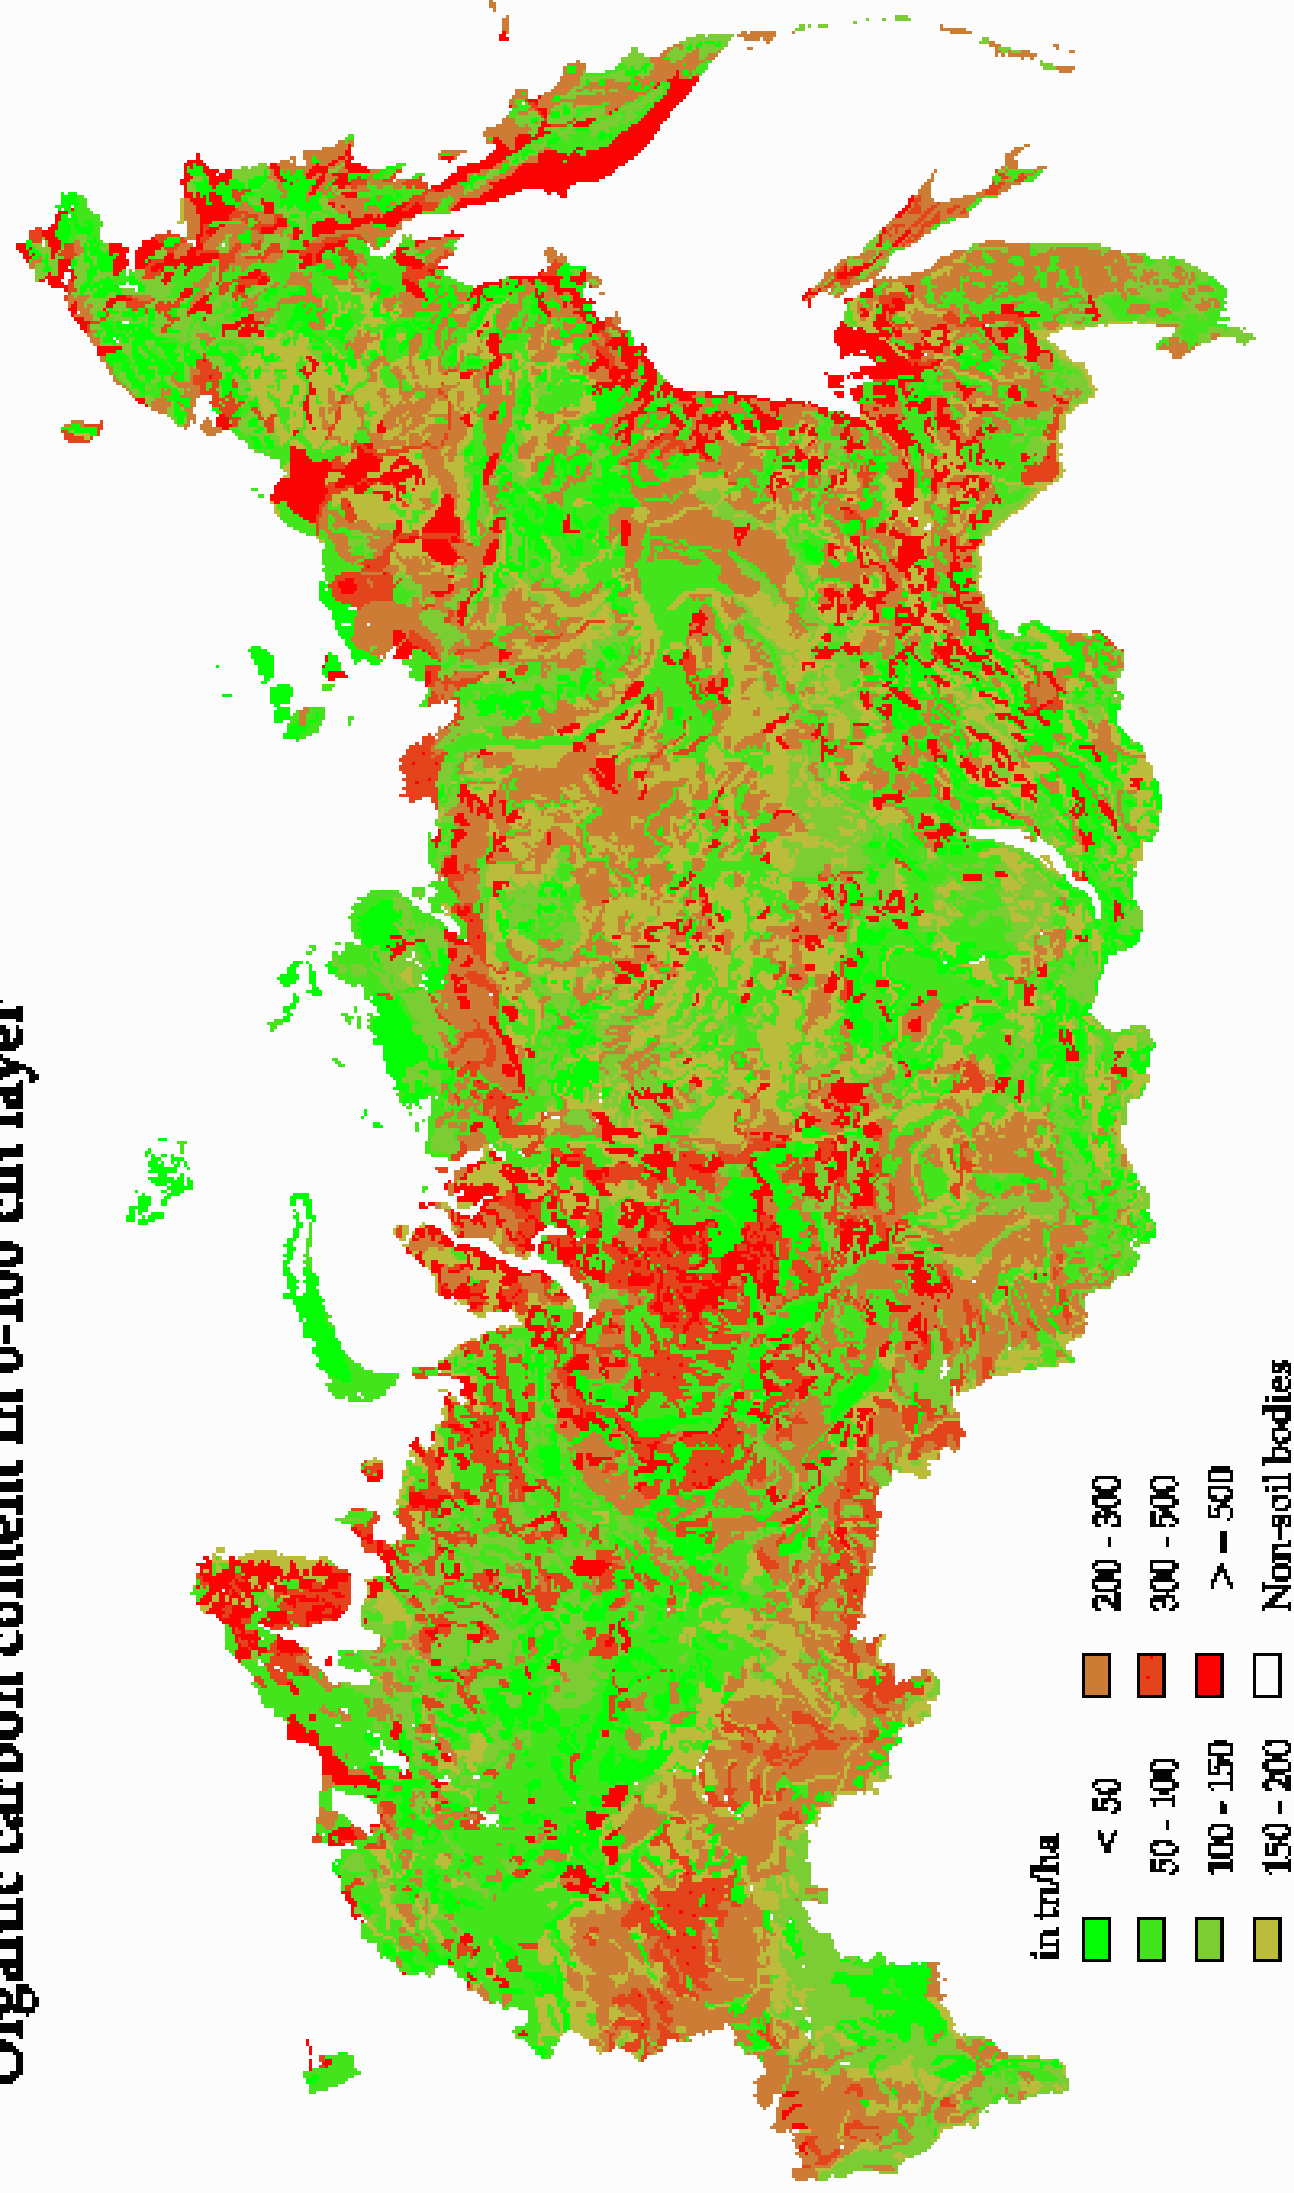 Organic carbon content in 0-100 cm layer
in tn/ha
< 50
50 - 100
100 - 150
150 - 200
200 - 300
300 - 500
> - 500
Non-soil bodies